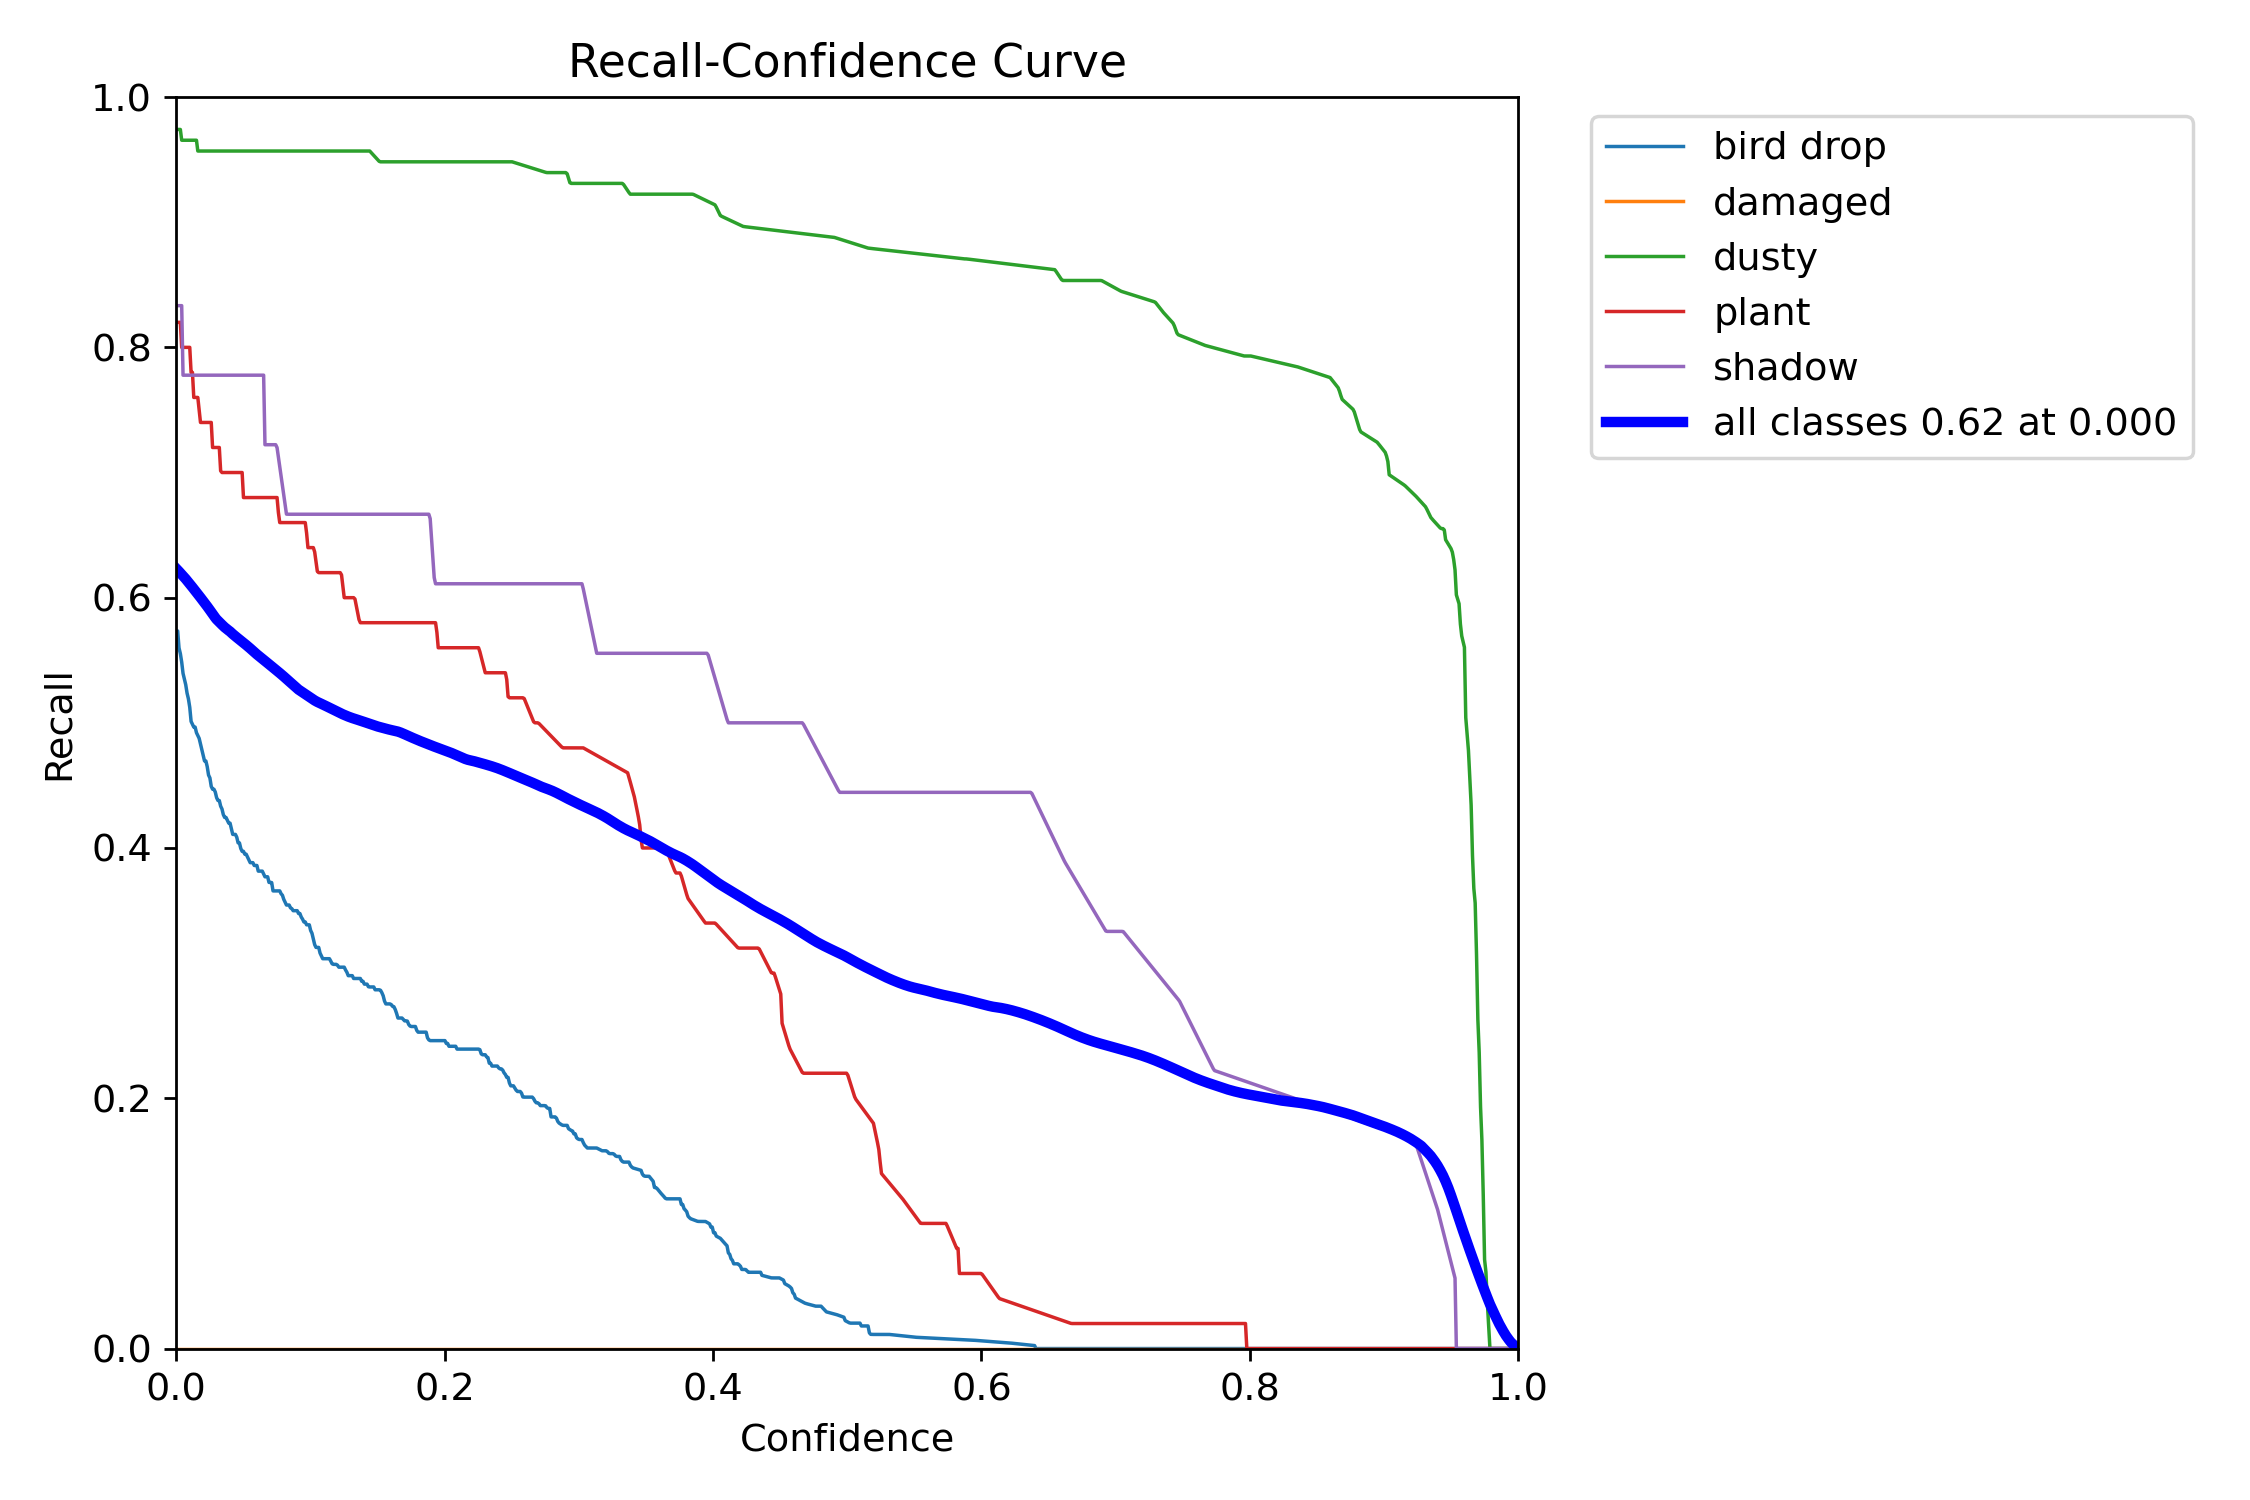 Recall-Confidence Curve
1.0
0.8
0.6
0.4
0.2
0.0
Recall
0.0 0.2 0.4 0.6 0.8 1.0
Confidence
bird drop
damaged
dusty
plant
shadow
all classes 0.62 at 0.000